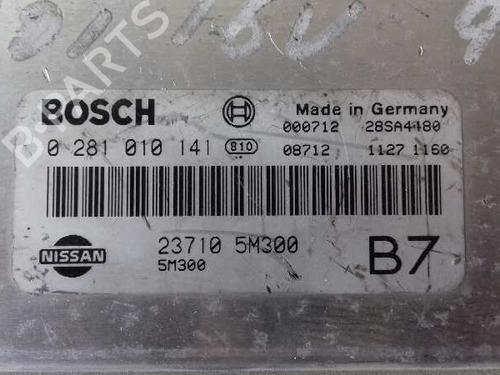 B-PARTS
BOSCH Made in Germany
000712 28SA4480
0 281 010 141 810 08712 1127 1160
23710 5M300
5M300
NISSAN
B7